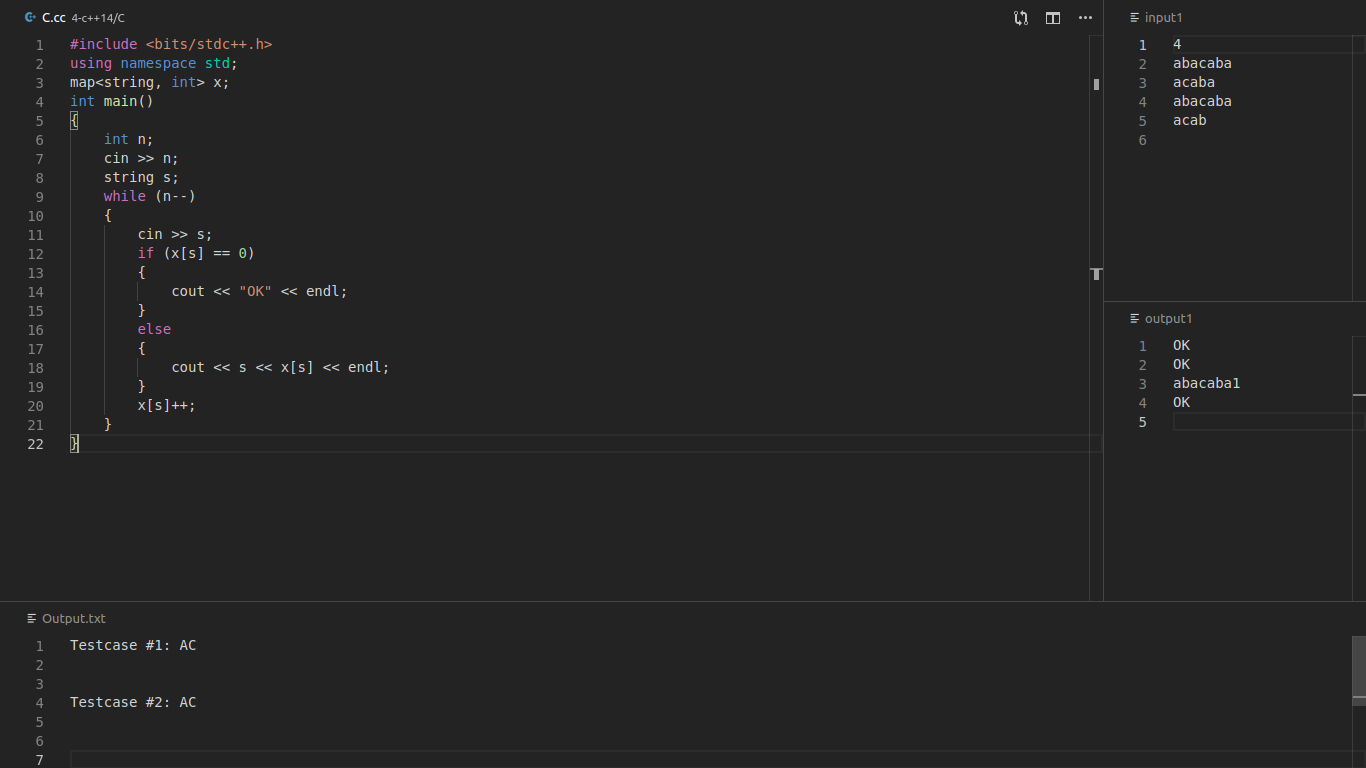 C.cc 4-c++14/C
1 #include <bits/stdc++.h>
2 using namespace std;
3 map<string, int> x;
4 int main()
5 {
6     int n;
7     cin >> n;
8     string s;
9     while (n--)
10     {
11         cin >> s;
12         if (x[s] == 0)
13         {
14             cout << "OK" << endl;
15         }
16         else
17         {
18             cout << s << x[s] << endl;
19         }
20         x[s]++;
21     }
22 }
input1
1 4
2 abacaba
3 acaba
4 abacaba
5 acab
6
output1
1 OK
2 OK
3 abacaba1
4 OK
5
Output.txt
1 Testcase #1: AC
2
3
4 Testcase #2: AC
5
6
7